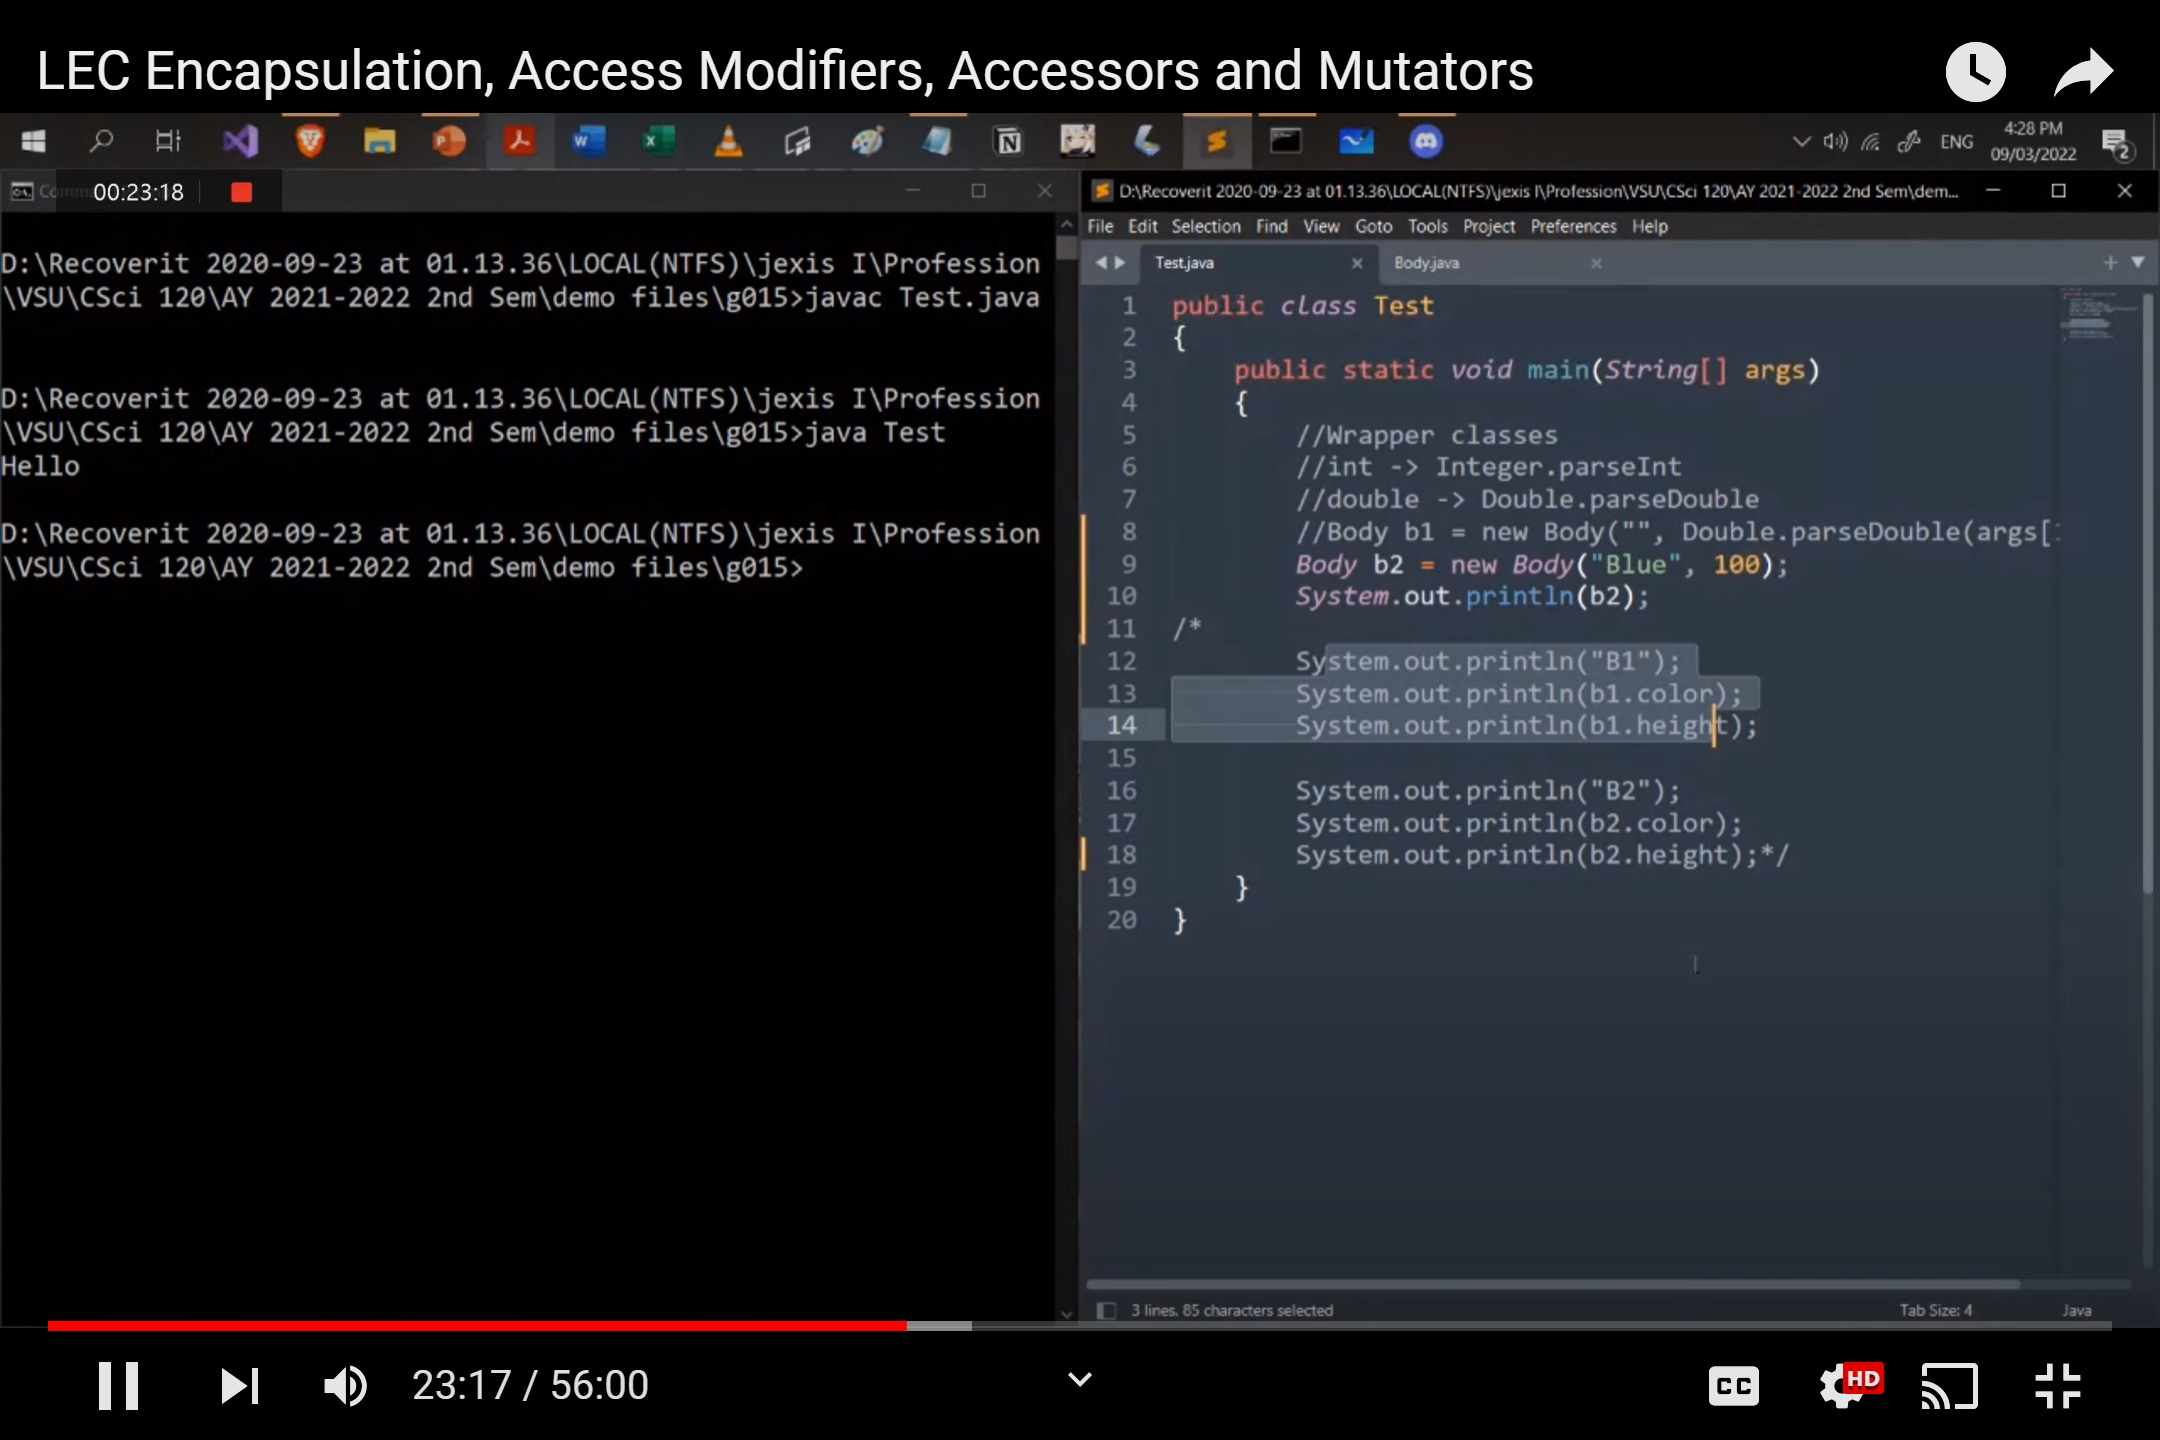 LEC Encapsulation, Access Modifiers, Accessors and Mutators
ENG
4:28 PM
09/03/2022
2
00:23:18
D:\Recoverit 2020-09-23 at 01.13.36\LOCAL(NTFS)\jexis I\Profession\VSU\CSci 120\AY 2021-2022 2nd Sem\dem...
D:\Recoverit 2020-09-23 at 01.13.36\LOCAL(NTFS)\jexis I\Profession
\VSU\CSci 120\AY 2021-2022 2nd Sem\demo files\g015>javac Test.java
D:\Recoverit 2020-09-23 at 01.13.36\LOCAL(NTFS)\jexis I\Profession
\VSU\CSci 120\AY 2021-2022 2nd Sem\demo files\g015>java Test
Hello
D:\Recoverit 2020-09-23 at 01.13.36\LOCAL(NTFS)\jexis I\Profession
\VSU\CSci 120\AY 2021-2022 2nd Sem\demo files\g015>
File Edit Selection Find View Goto Tools Project Preferences Help
Test.java Body.java
1 public class Test
2 {
3 public static void main(String[] args)
4 {
5 //Wrapper classes
6 //int -> Integer.parseInt
7 //double -> Double.parseDouble
8 //Body b1 = new Body("", Double.parseDouble(args[
9 Body b2 = new Body("Blue", 100);
10 System.out.println(b2);
11 /*
12 System.out.println("B1");
13 System.out.println(b1.color);
14 System.out.println(b1.height);
15
16 System.out.println("B2");
17 System.out.println(b2.color);
18 System.out.println(b2.height);*/
19 }
20 }
3 lines, 85 characters selected
Tab Size: 4
Java
23:17 / 56:00
CC
HD